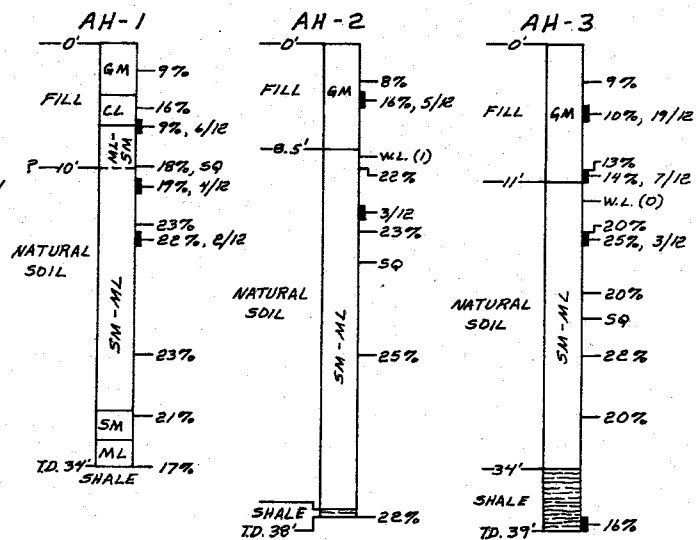 AH-1
0'
GM
9%
FILL
CL
16%
9%, 6/12
ML-SM
? 10'
18%, SQ
19%, 4/12
23%
22%, 2/12
NATURAL
SOIL
SM-ML
23%
21%
SM
ML
T.D. 34'
17%
SHALE
AH-2
0'
8%
FILL
GM
16%, 5/12
8.5'
W.L. (1)
22%
3/12
23%
SQ
NATURAL
SOIL
SM-ML
25%
SHALE
22%
T.D. 38'
AH-3
0'
9%
FILL
GM
10%, 19/12
13%
14%, 7/12
11'
W.L. (0)
20%
25%, 3/12
20%
NATURAL
SOIL
SQ
SM-ML
22%
20%
34'
SHALE
16%
T.D. 39'